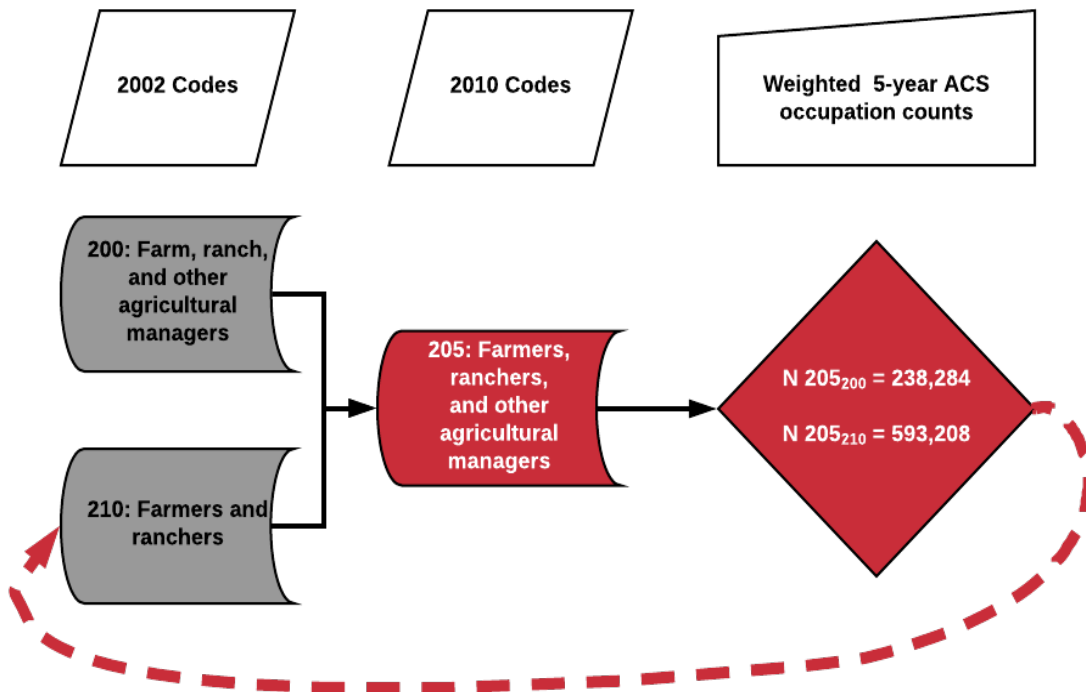 2002 Codes
2010 Codes
Weighted 5-year ACS
occupation counts
200: Farm, ranch,
and other
agricultural
managers
210: Farmers and
ranchers
205: Farmers,
ranchers,
and other
agricultural
managers
N 205₂₀₀ = 238,284
N 205₂₁₀ = 593,208